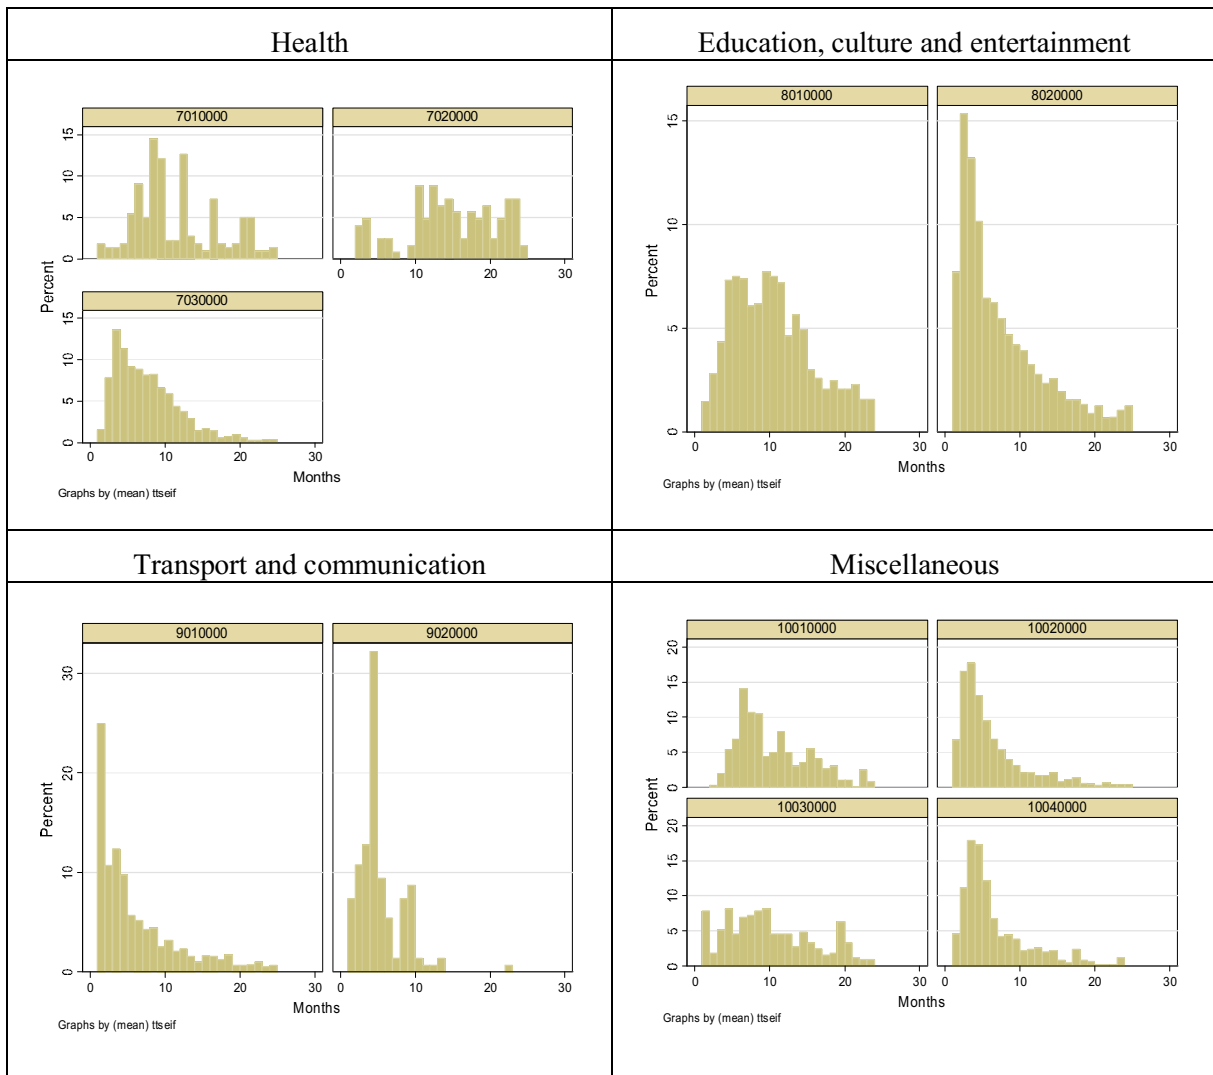 Health
7010000
7020000
15
10
5
0
0 10 20 30
7030000
15
10
5
0
0 10 20 30
Percent
Months
Graphs by (mean) ttseif
Education, culture and entertainment
8010000
8020000
15
10
5
0
0 10 20 30
0 10 20 30
Percent
Months
Graphs by (mean) ttseif
Transport and communication
9010000
9020000
30
20
10
0
0 10 20 30
0 10 20 30
Percent
Months
Graphs by (mean) ttseif
Miscellaneous
10010000
10020000
20
15
10
5
0
10030000
10040000
20
15
10
5
0
0 10 20 30
0 10 20 30
Percent
Months
Graphs by (mean) ttseif